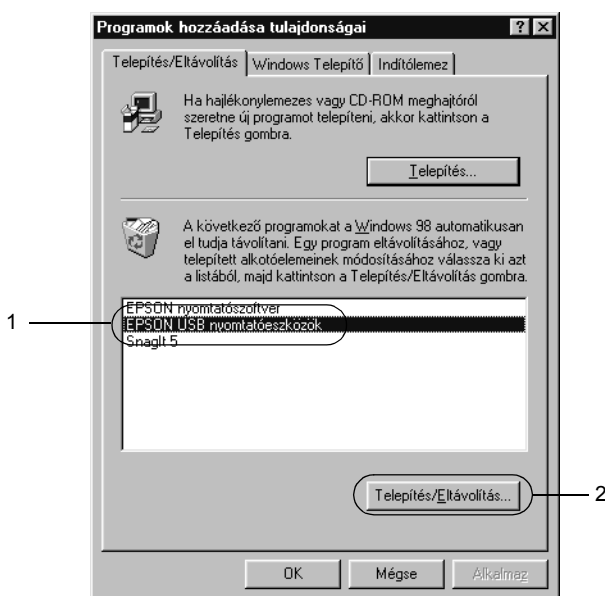 Programok hozzáadása tulajdonságai
Telepítés/Eltávolítás Windows Telepítő Indítólemez
Ha hajlékonylemezes vagy CD-ROM meghajtóról
szeretne új programot telepíteni, akkor kattintson a
Telepítés gombra.
Telepítés...
A következő programokat a Windows 98 automatikusan
el tudja távolítani. Egy program eltávolításához, vagy
telepített alkotóelemeinek módosításához válassza ki azt
a listából, majd kattintson a Telepítés/Eltávolítás gombra.
EPSON nyomtatószoftver
1
EPSON USB nyomtatóeszközök
SnagIt 5
Telepítés/Eltávolítás...
2
OK Mégse Alkalmaz